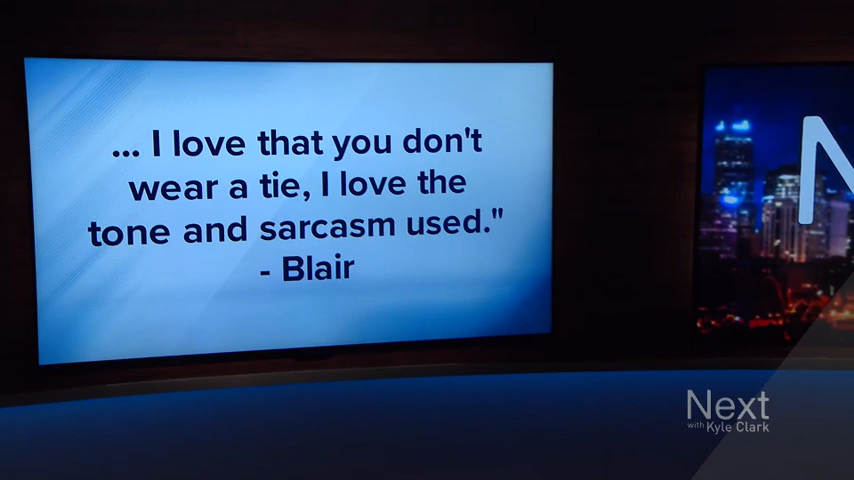 ... I love that you don't
wear a tie, I love the
tone and sarcasm used."
- Blair
N
Next
with Kyle Clark